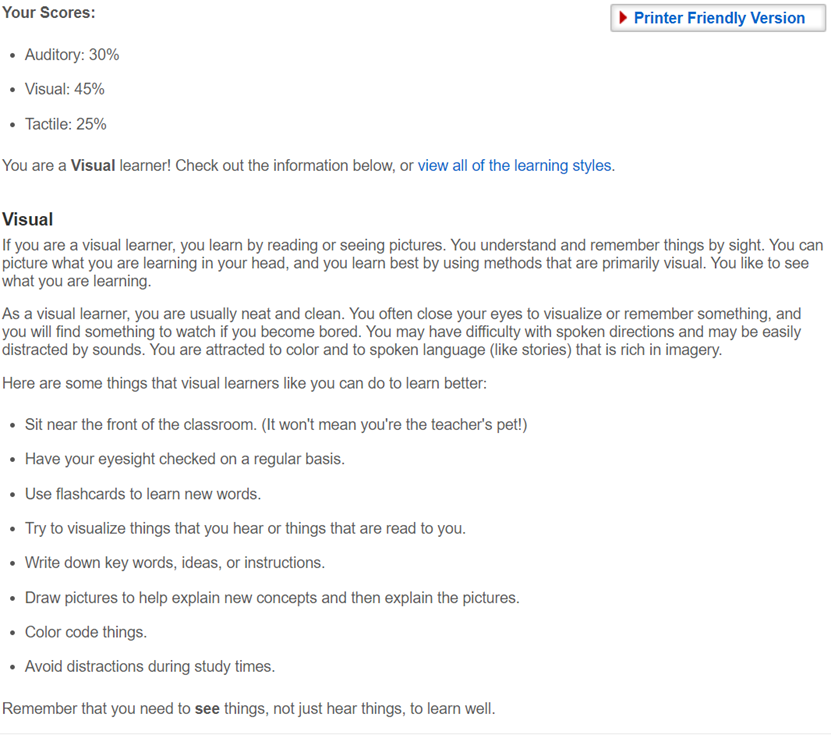 Your Scores:
Printer Friendly Version
Auditory: 30%
Visual: 45%
Tactile: 25%
You are a Visual learner! Check out the information below, or view all of the learning styles.
Visual
If you are a visual learner, you learn by reading or seeing pictures. You understand and remember things by sight. You can
picture what you are learning in your head, and you learn best by using methods that are primarily visual. You like to see
what you are learning.
As a visual learner, you are usually neat and clean. You often close your eyes to visualize or remember something, and
you will find something to watch if you become bored. You may have difficulty with spoken directions and may be easily
distracted by sounds. You are attracted to color and to spoken language (like stories) that is rich in imagery.
Here are some things that visual learners like you can do to learn better:
Sit near the front of the classroom. (It won't mean you're the teacher's pet!)
Have your eyesight checked on a regular basis.
Use flashcards to learn new words.
Try to visualize things that you hear or things that are read to you.
Write down key words, ideas, or instructions.
Draw pictures to help explain new concepts and then explain the pictures.
Color code things.
Avoid distractions during study times.
Remember that you need to see things, not just hear things, to learn well.